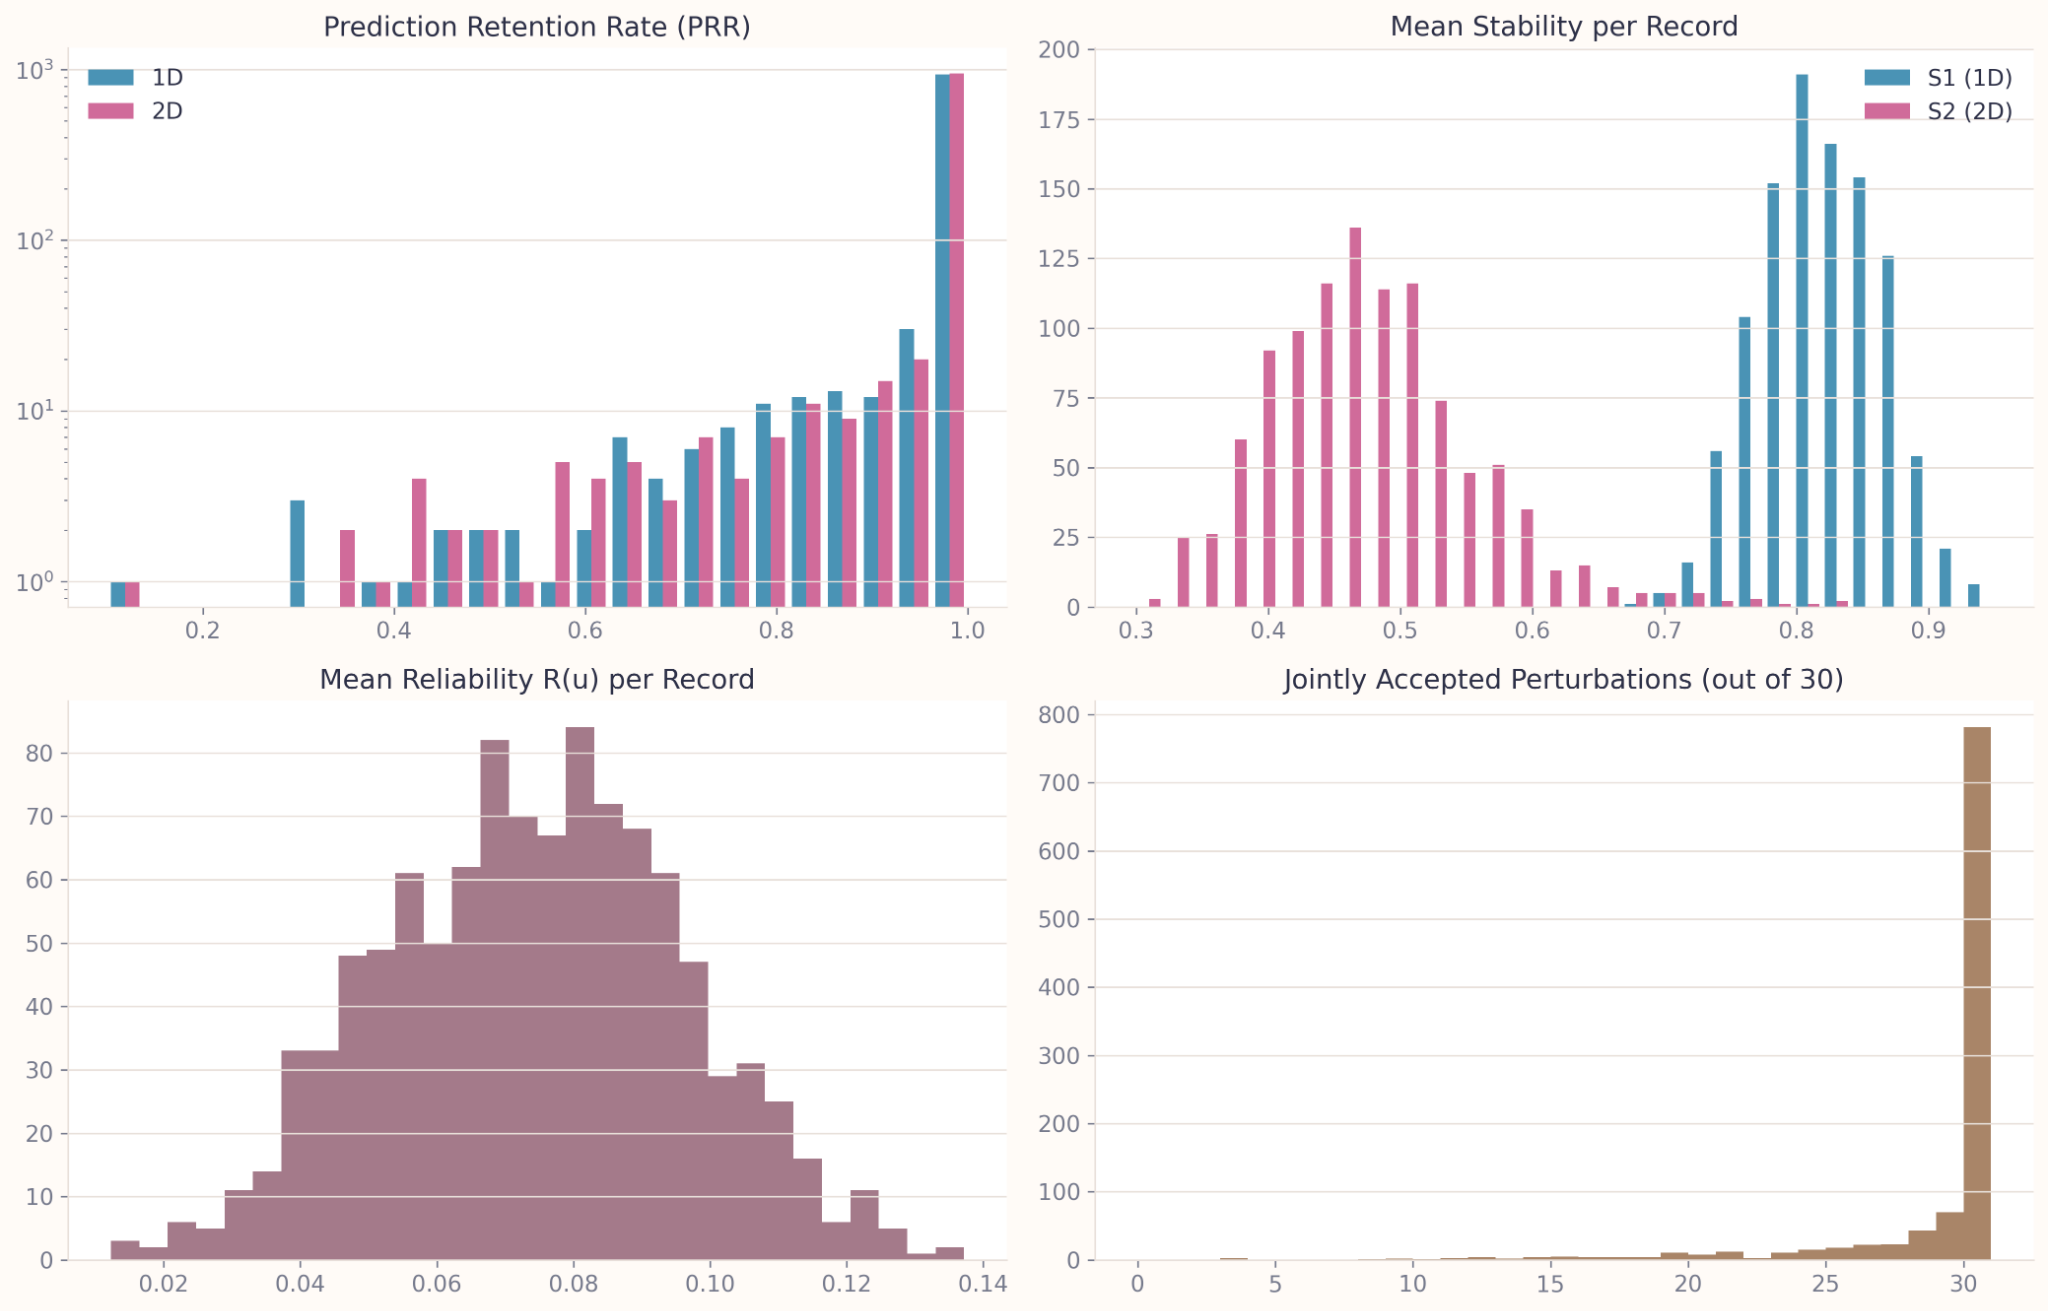 Prediction Retention Rate (PRR)
10³
10²
10¹
10⁰
1D
2D
0.2 0.4 0.6 0.8 1.0
Mean Stability per Record
200
175
150
125
100
75
50
25
0
S1 (1D)
S2 (2D)
0.3 0.4 0.5 0.6 0.7 0.8 0.9
Mean Reliability R(u) per Record
80
70
60
50
40
30
20
10
0
0.02 0.04 0.06 0.08 0.10 0.12 0.14
Jointly Accepted Perturbations (out of 30)
800
700
600
500
400
300
200
100
0
0 5 10 15 20 25 30